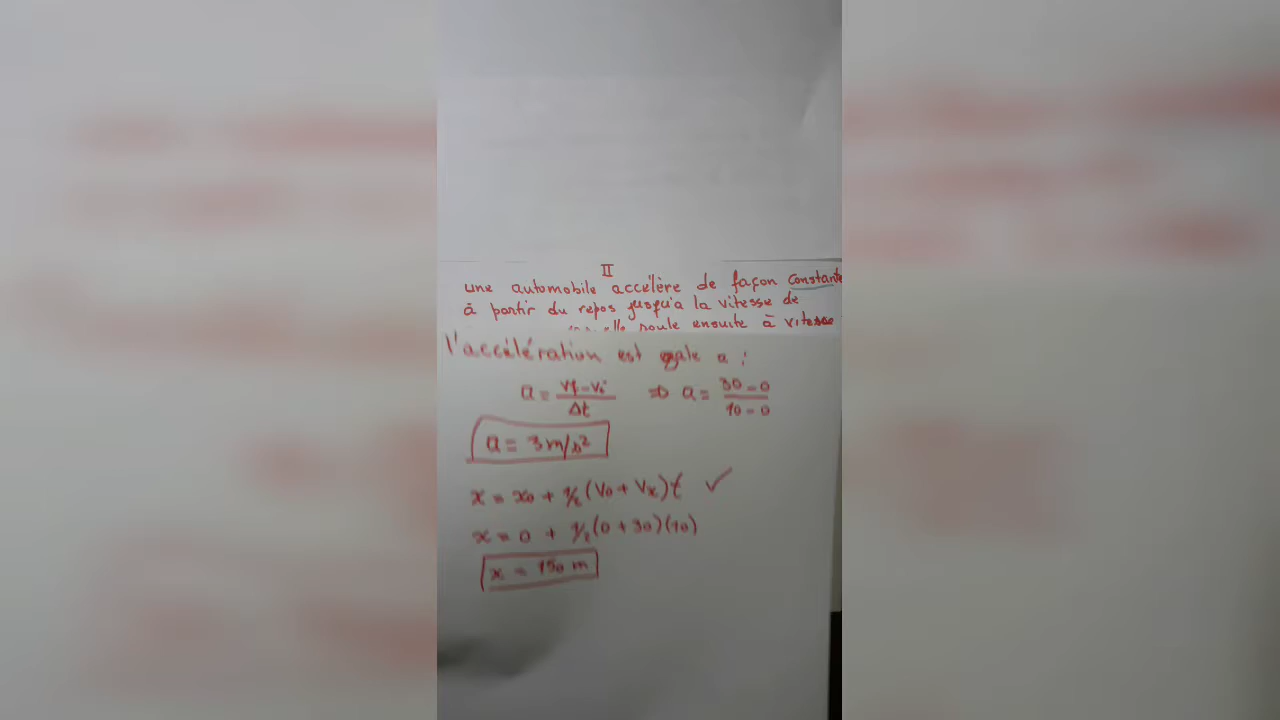 II
une automobile accélère de façon constante
à partir du repos jusqu'a la vitesse de
roule ensuite à vitesse
l'accélération est egale a :
a = Vf - Vi / Δt ⇒ a = 30 - 0 / 10 - 0
a = 3 m/s²
x = x0 + 1/2 (V0 + Vx) t ✓
x = 0 + 1/2 (0 + 30)(10)
x = 150 m